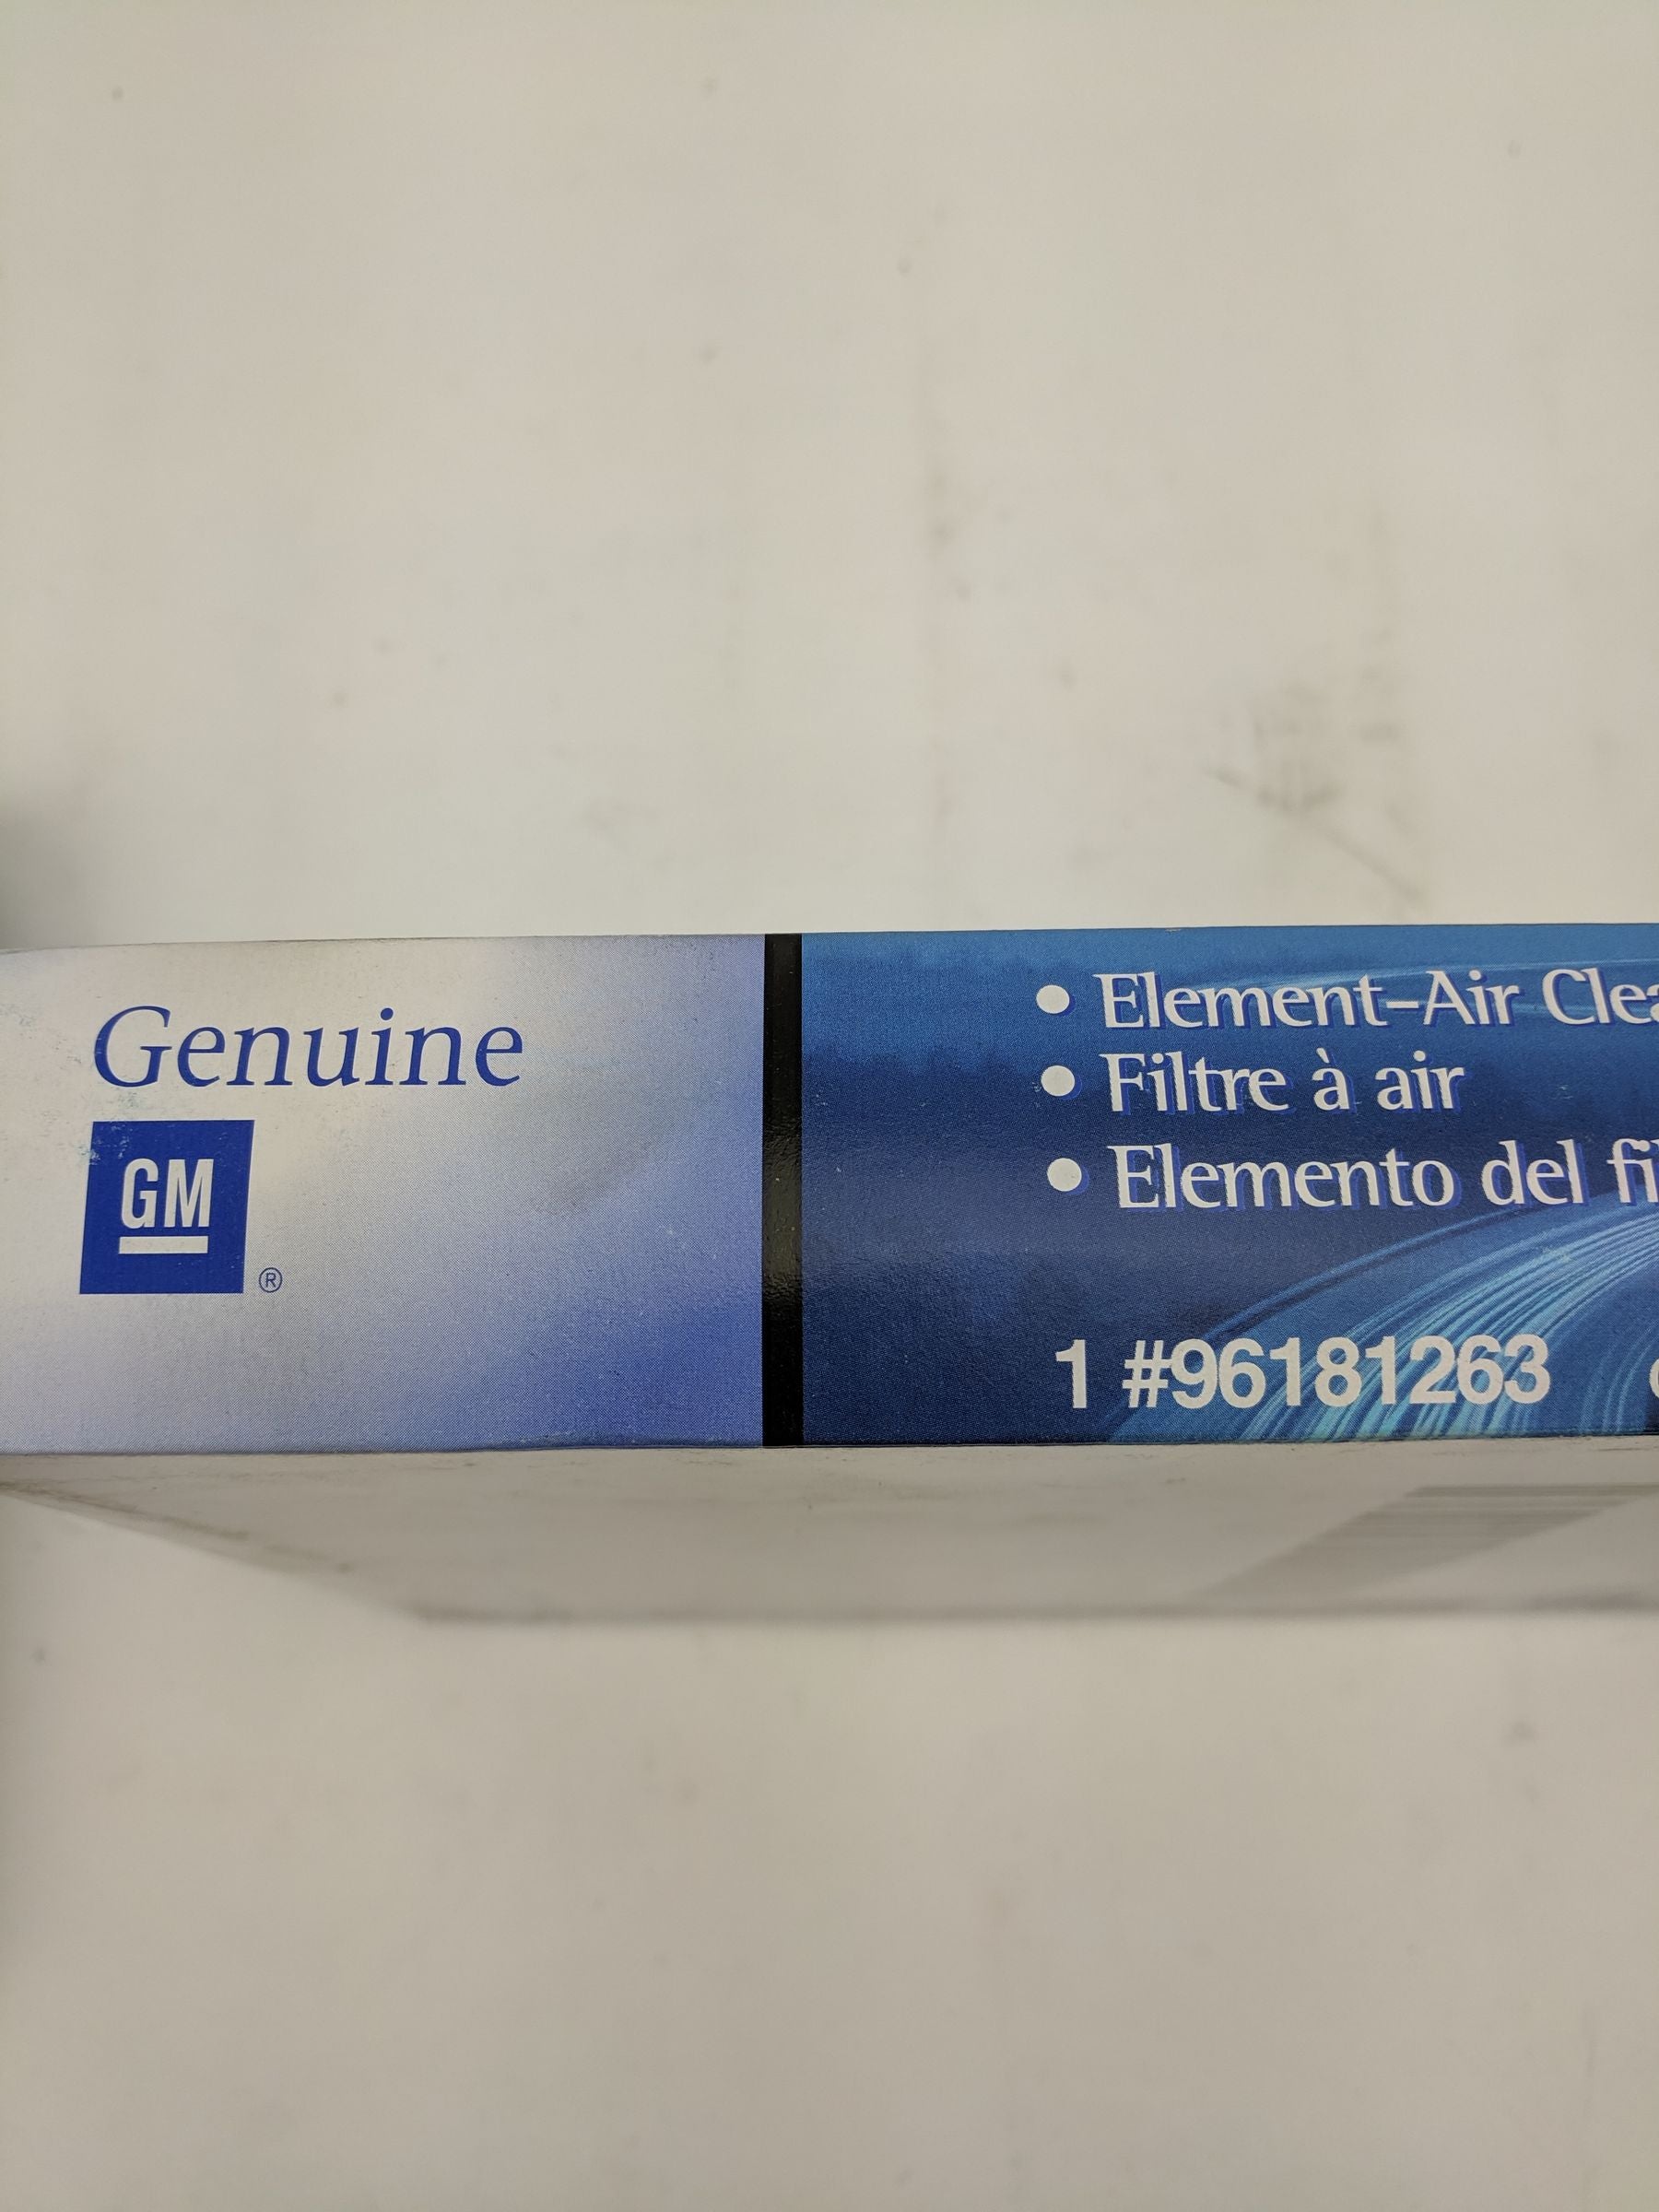 Genuine
GM
®
• Element-Air Clea
• Filtre à air
• Elemento del fi
1 #96181263